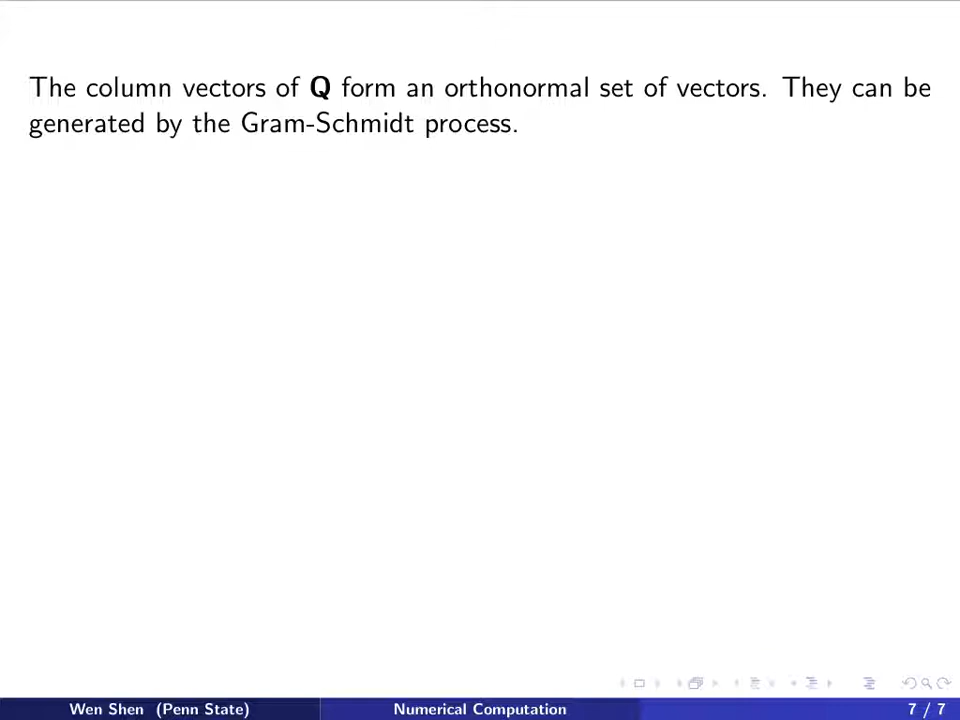 The column vectors of Q form an orthonormal set of vectors. They can be
generated by the Gram-Schmidt process.
Wen Shen (Penn State) Numerical Computation 7 / 7